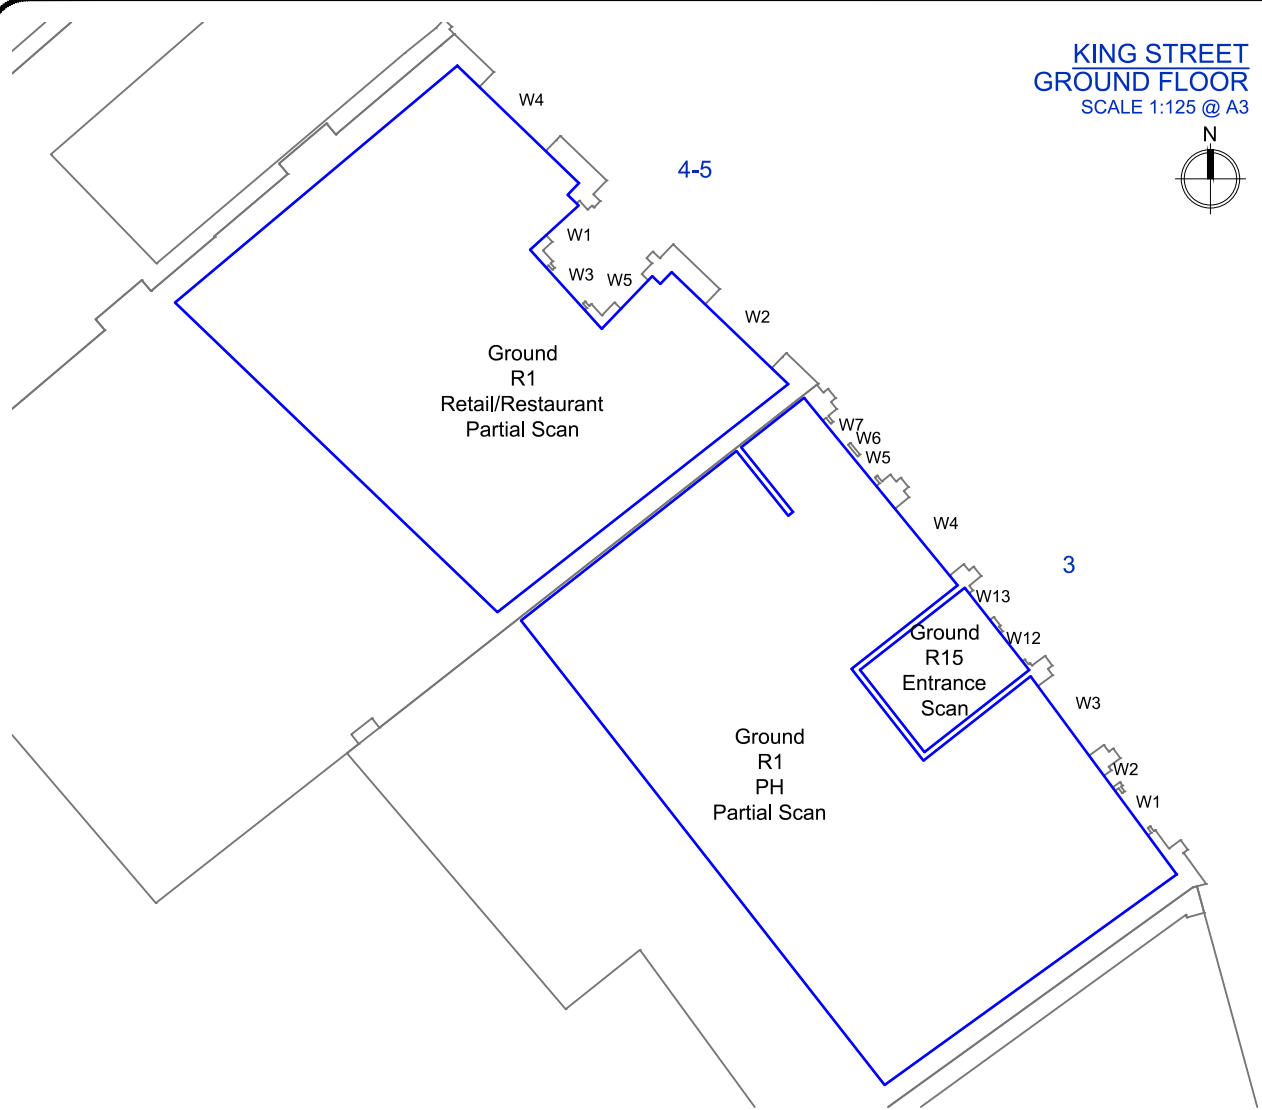 KING STREET
GROUND FLOOR
SCALE 1:125 @ A3
N
W4
4-5
W1
W3
W5
W2
Ground
R1
Retail/Restaurant
Partial Scan
W7
W6
W5
W4
3
W13
W12
Ground
R15
Entrance
Scan
W3
Ground
R1
PH
Partial Scan
W2
W1